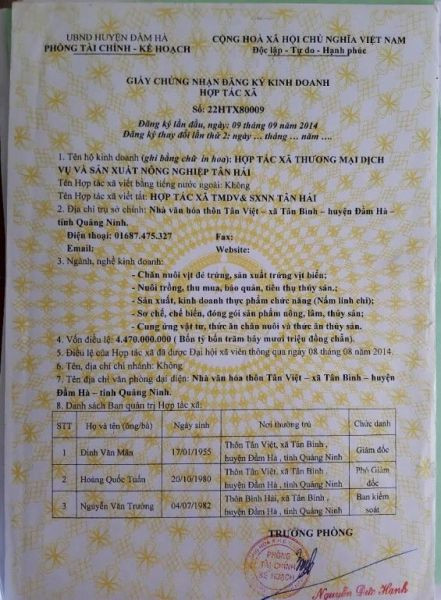 UBND HUYỆN ĐẦM HÀ
PHÒNG TÀI CHÍNH - KẾ HOẠCH
CỘNG HOÀ XÃ HỘI CHỦ NGHĨA VIỆT NAM
Độc lập - Tự do - Hạnh phúc
GIẤY CHỨNG NHẬN ĐĂNG KÝ KINH DOANH
HỢP TÁC XÃ
Số: 22HTX80009
Đăng ký lần đầu, ngày: 09 tháng 09 năm 2014
Đăng ký thay đổi lần thứ 2: ngày ... tháng ... năm ....
1. Tên hộ kinh doanh (ghi bằng chữ in hoa): HỢP TÁC XÃ THƯƠNG MẠI DỊCH
VỤ VÀ SẢN XUẤT NÔNG NGHIỆP TÂN HẢI
Tên Hợp tác xã viết bằng tiếng nước ngoài: Không
Tên Hợp tác xã viết tắt: HỢP TÁC XÃ TMDV& SXNN TÂN HẢI
2. Địa chỉ trụ sở chính: Nhà văn hóa thôn Tân Việt – xã Tân Bình – huyện Đầm Hà –
tỉnh Quảng Ninh.
Điện thoại: 01687.475.327 Fax:
Email: Website:
3. Ngành, nghề kinh doanh:
- Chăn nuôi vịt đẻ trứng, sản xuất trứng vịt biển;
- Nuôi trồng, thu mua, bảo quản, tiêu thụ thủy sản.;
- Sản xuất, kinh doanh thực phẩm chức năng (Nấm linh chi);
- Sơ chế, chế biến, đóng gói sản phẩm nông, lâm, thủy sản;
- Cung ứng vật tư, thức ăn chăn nuôi và thức ăn thủy sản.
4. Vốn điều lệ: 4.470.000.000 ( Bốn tỷ bốn trăm bảy mươi triệu đồng chẵn).
5. Điều lệ của Hợp tác xã đã được Đại hội xã viên thông qua ngày 08 tháng 08 năm 2014.
6. Tên, địa chỉ chi nhánh: Không
7. Tên địa chỉ văn phòng đại diện: Nhà văn hóa thôn Tân Việt – xã Tân Bình – huyện
Đầm Hà – tỉnh Quảng Ninh.
8. Danh sách Ban quản trị Hợp tác xã:
STT Họ và tên (ông/bà) Ngày sinh Nơi thường trú Chức danh
1 Đinh Văn Mãn 17/01/1955 Thôn Tân Việt, xã Tân Bình ,
huyện Đầm Hà , tỉnh Quảng Ninh Giám đốc
2 Hoàng Quốc Tuấn 20/10/1980 Thôn Tân Việt, xã Tân Bình ,
huyện Đầm Hà , tỉnh Quảng Ninh Phó Giám
đốc
3 Nguyễn Văn Trường 04/07/1982 Thôn Bình Hải, xã Tân Bình ,
huyện Đầm Hà , tỉnh Quảng Ninh Ban kiểm
soát
TRƯỞNG PHÒNG
PHÒNG
TÀI CHÍNH
KẾ HOẠCH
Nguyễn Đức Hạnh